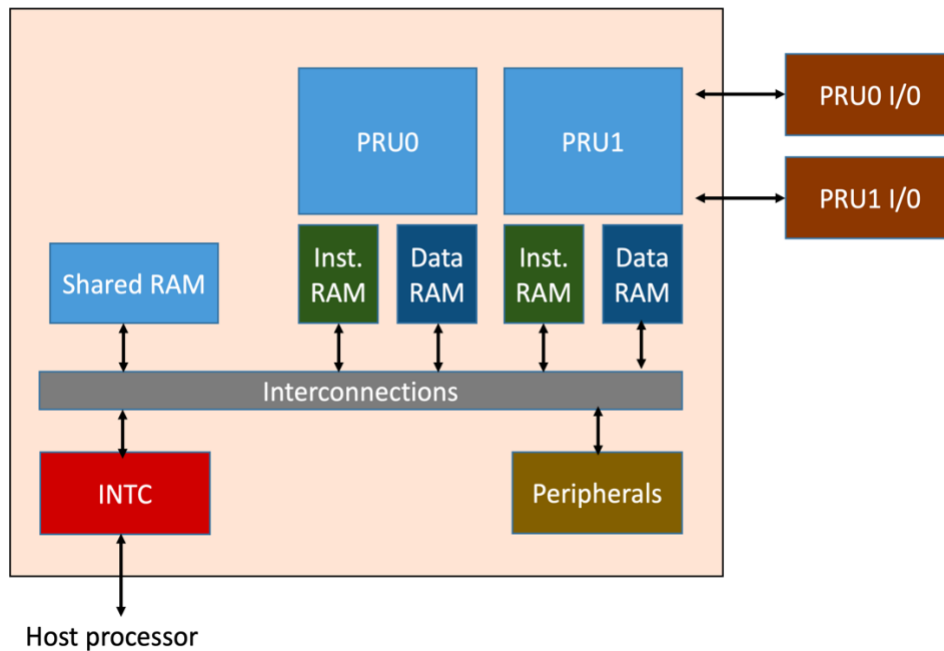 PRU0
PRU1
PRU0 I/0
PRU1 I/0
Shared RAM
Inst.
RAM
Data
RAM
Inst.
RAM
Data
RAM
Interconnections
INTC
Peripherals
Host processor